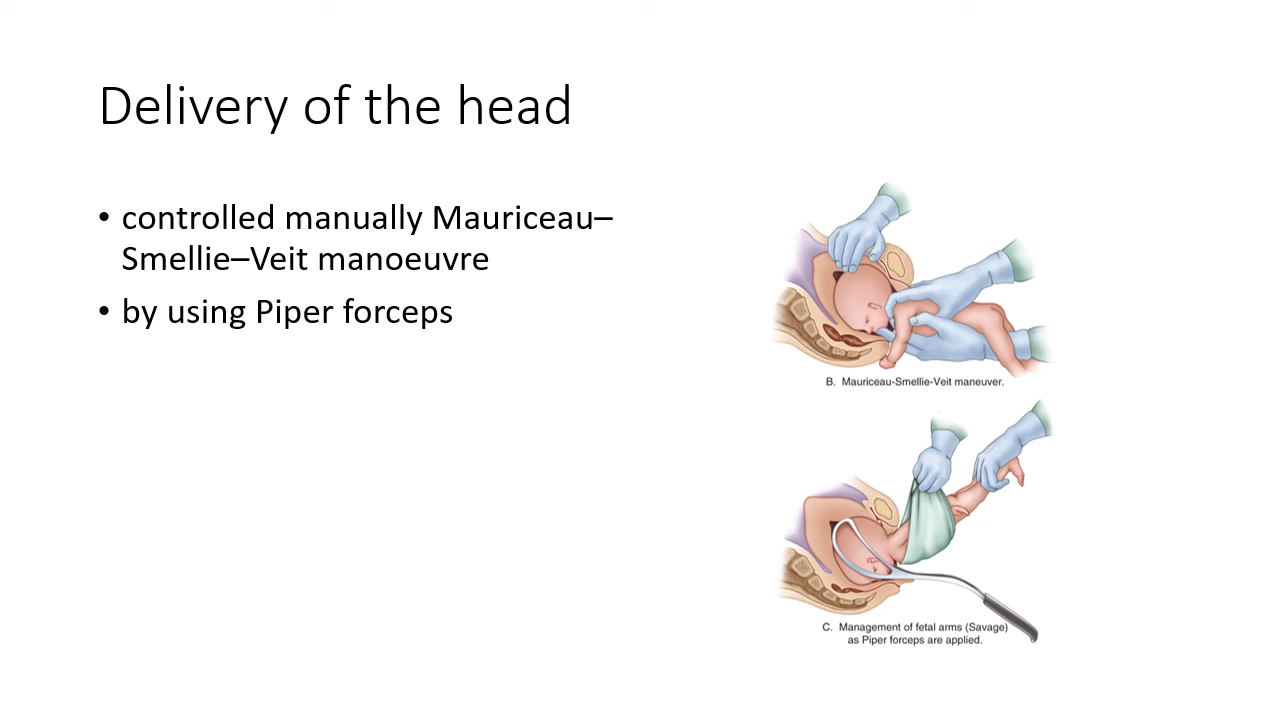 Delivery of the head
• controlled manually Mauriceau–
Smellie–Veit manoeuvre
• by using Piper forceps
B. Mauriceau-Smellie-Veit maneuver.
C. Management of fetal arms (Savage)
as Piper forceps are applied.